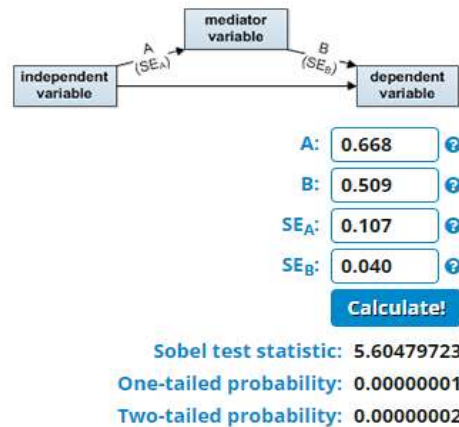 mediator
variable
A
(SEA)
B
(SEB)
independent
variable
dependent
variable
A: 0.668 ?
B: 0.509 ?
SEA: 0.107 ?
SEB: 0.040 ?
Calculate!
Sobel test statistic: 5.60479723
One-tailed probability: 0.00000001
Two-tailed probability: 0.00000002